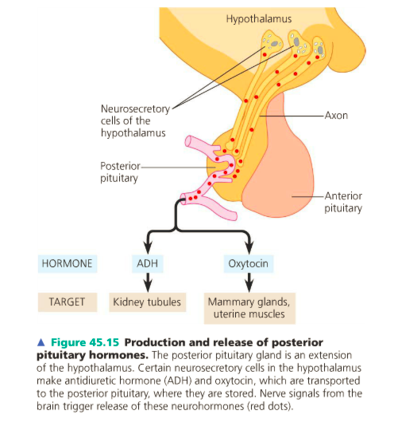 Hypothalamus
Neurosecretory
cells of the
hypothalamus
Axon
Posterior
pituitary
Anterior
pituitary
HORMONE ADH Oxytocin
TARGET Kidney tubules Mammary glands,
uterine muscles
▲ Figure 45.15 Production and release of posterior
pituitary hormones. The posterior pituitary gland is an extension
of the hypothalamus. Certain neurosecretory cells in the hypothalamus
make antidiuretic hormone (ADH) and oxytocin, which are transported
to the posterior pituitary, where they are stored. Nerve signals from the
brain trigger release of these neurohormones (red dots).